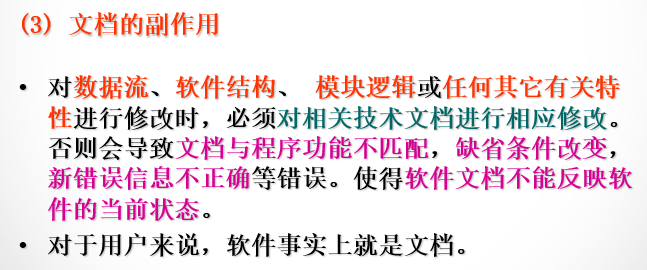 (3) 文档的副作用
• 对数据流、软件结构、 模块逻辑或任何其它有关特
性进行修改时，必须对相关技术文档进行相应修改。
否则会导致文档与程序功能不匹配，缺省条件改变，
新错误信息不正确等错误。使得软件文档不能反映软
件的当前状态。
• 对于用户来说，软件事实上就是文档。